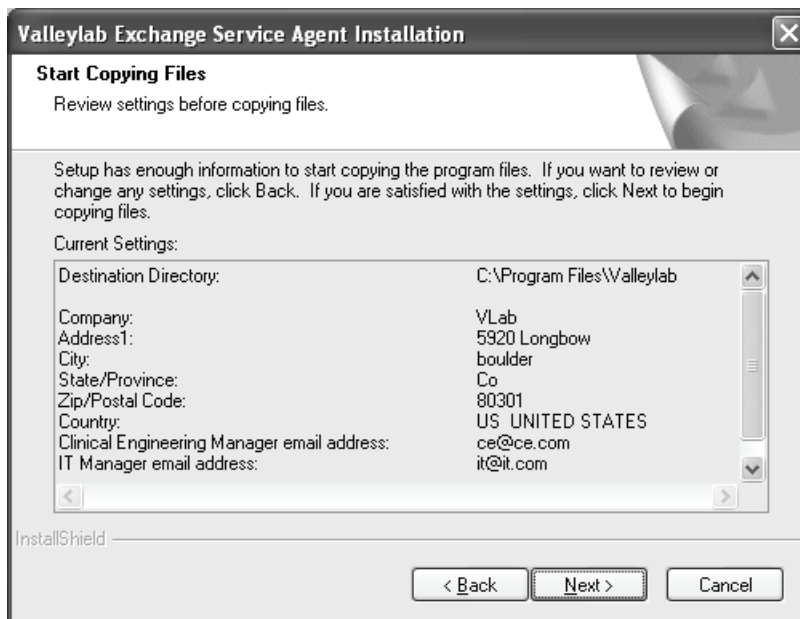 Valleylab Exchange Service Agent Installation
Start Copying Files
Review settings before copying files.
Setup has enough information to start copying the program files. If you want to review or
change any settings, click Back. If you are satisfied with the settings, click Next to begin
copying files.
Current Settings:
Destination Directory: C:\Program Files\Valleylab
Company: VLab
Address1: 5920 Longbow
City: boulder
State/Province: Co
Zip/Postal Code: 80301
Country: US UNITED STATES
Clinical Engineering Manager email address: ce@ce.com
IT Manager email address: it@it.com
InstallShield
< Back Next > Cancel